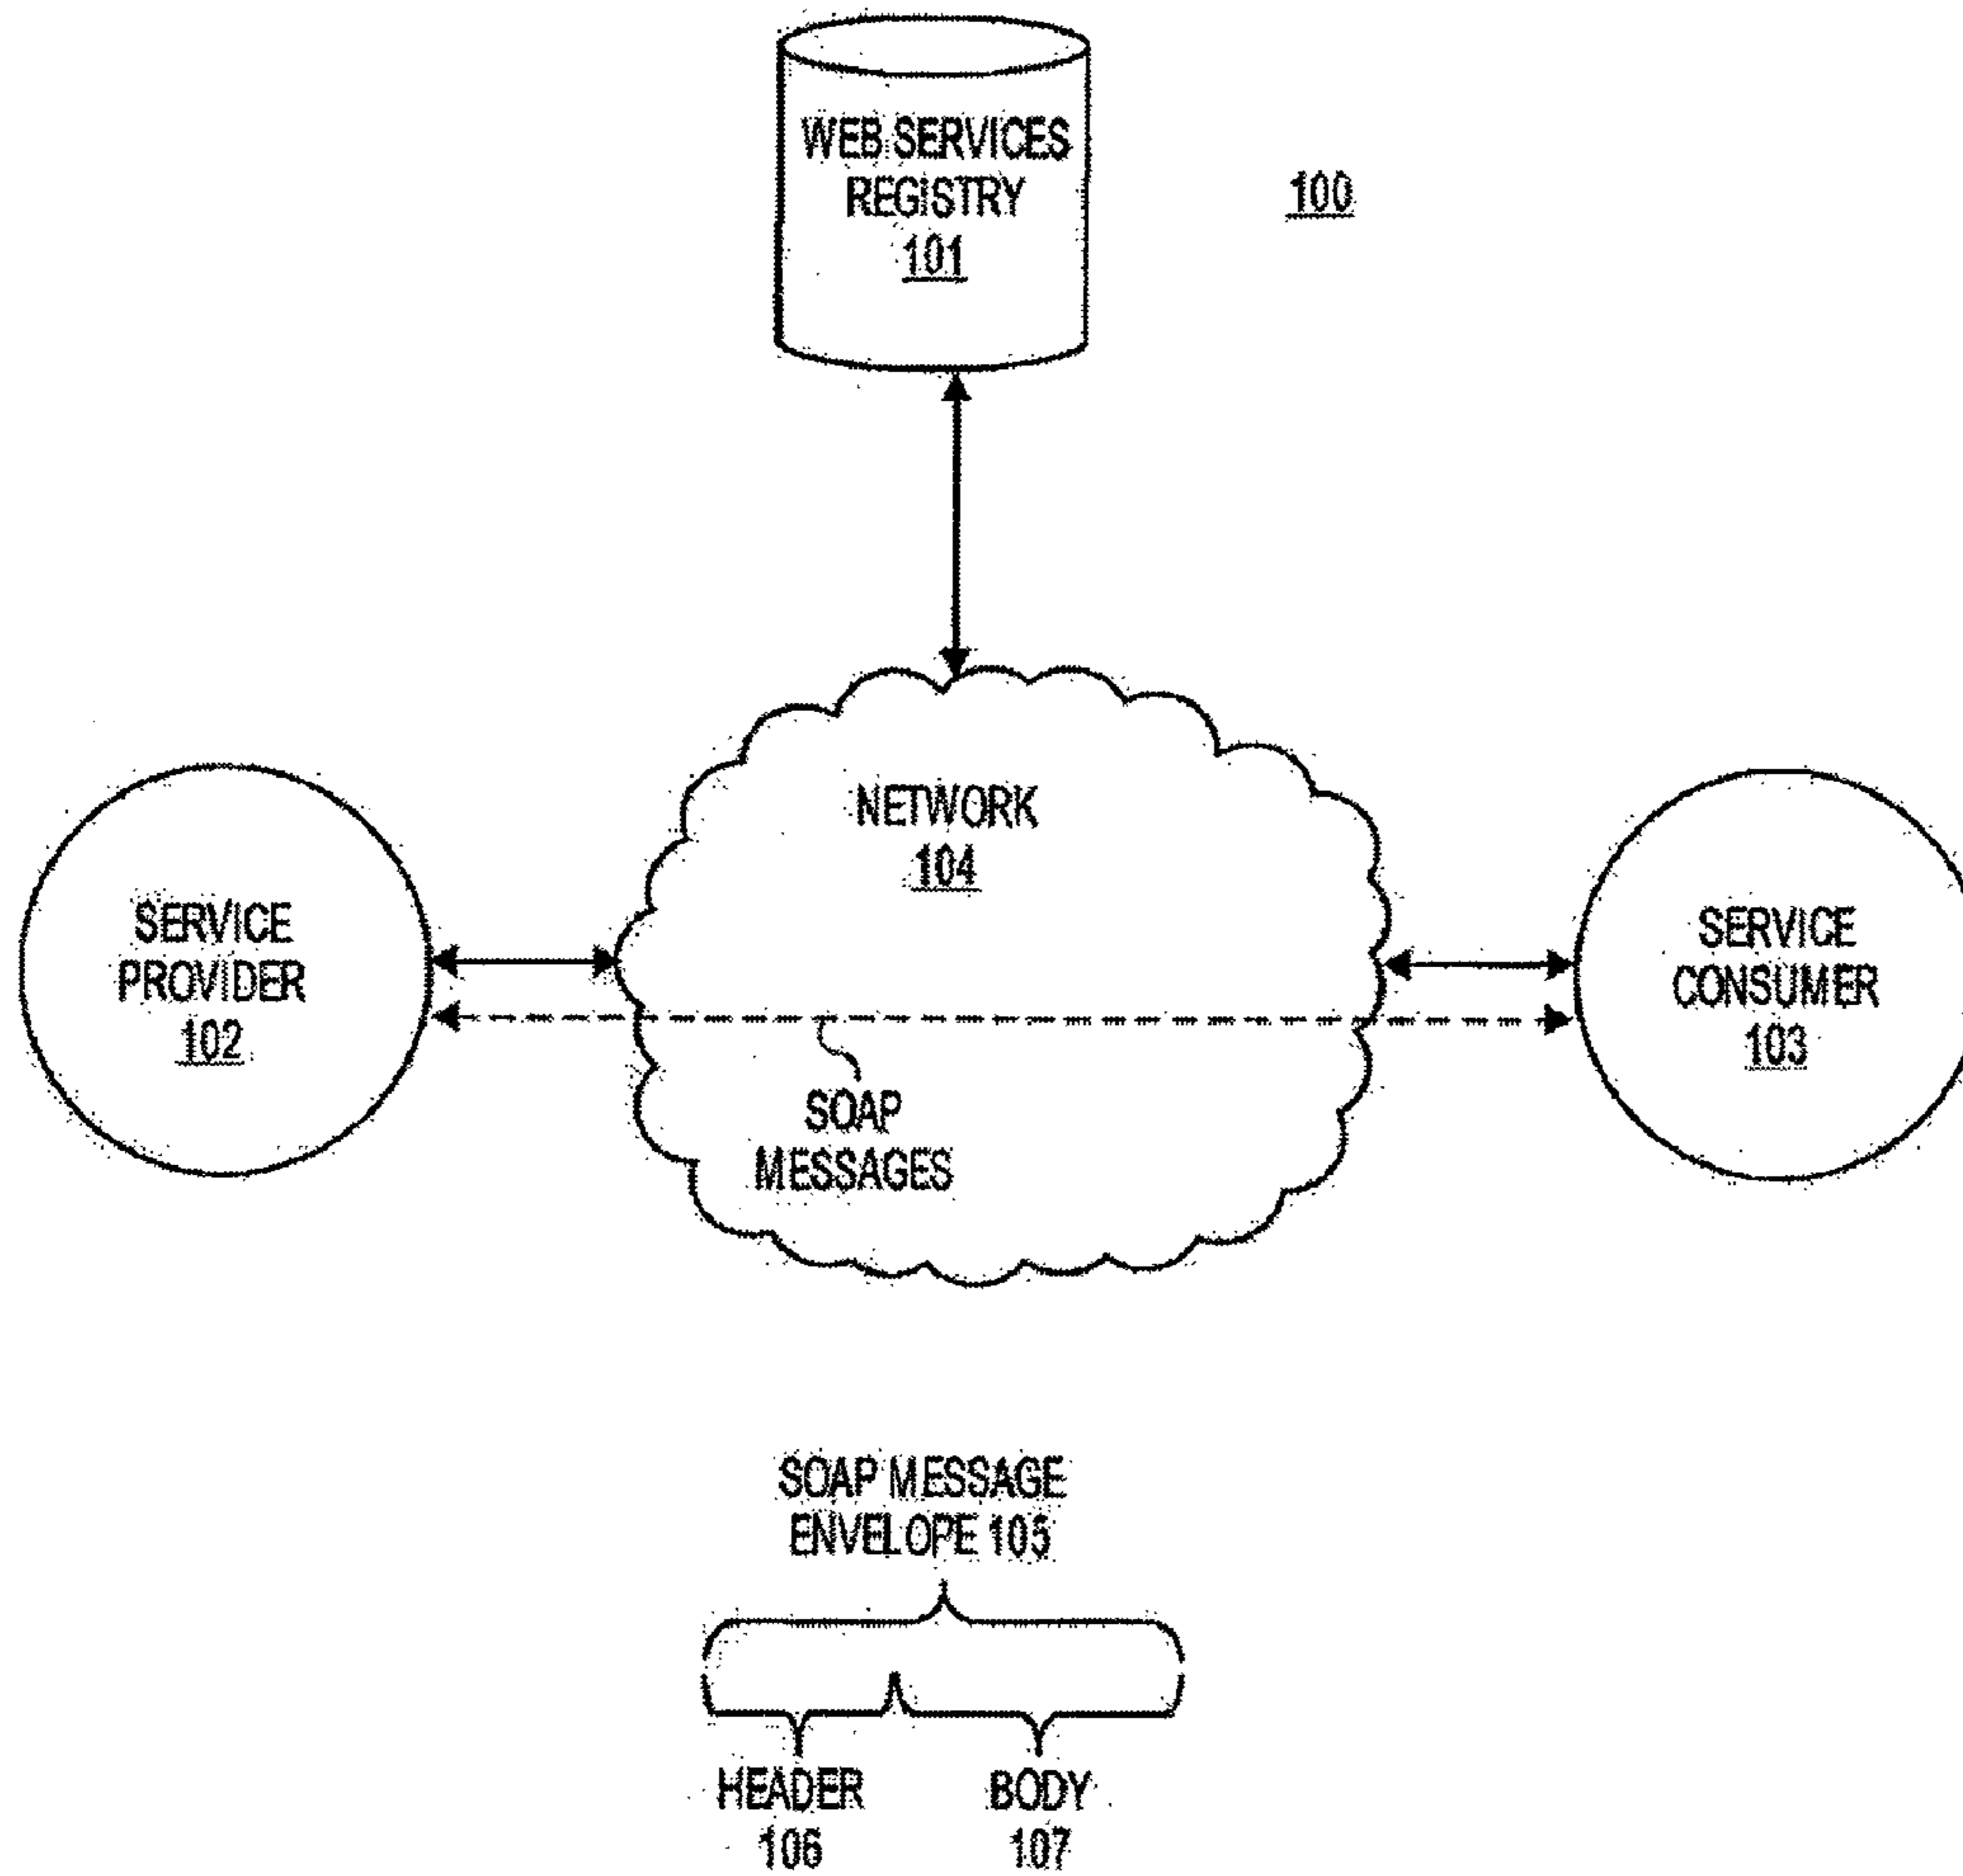 WEB SERVICES
REGISTRY
101
100
NETWORK
104
SERVICE
PROVIDER
102
SERVICE
CONSUMER
103
SOAP
MESSAGES
SOAP MESSAGE
ENVELOPE 105
HEADER
106
BODY
107